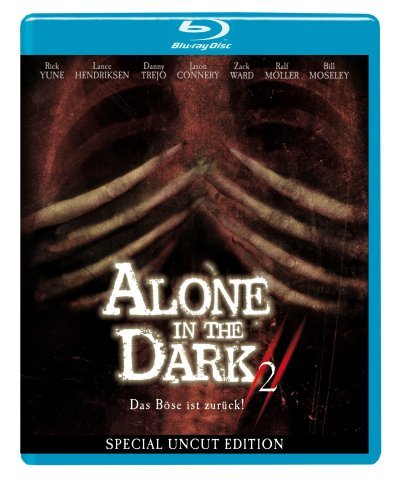 Blu-ray Disc
Rick Lance Danny Jason Zack Ralf Bill
YUNE HENDRIKSEN TREJO CONNERY WARD MÖLLER MOSELEY
ALONE
IN THE
DARK 2
Das Böse ist zurück!
SPECIAL UNCUT EDITION